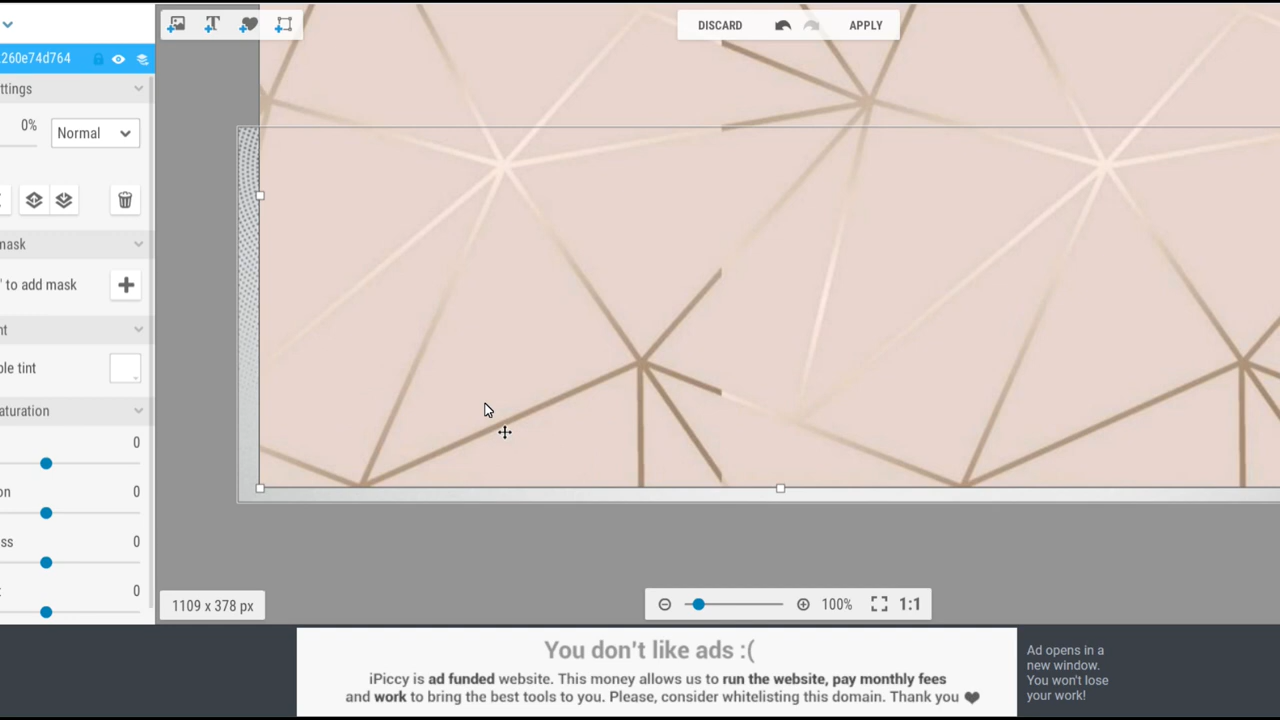 DISCARD
APPLY
260e74d764
ttings
0%
Normal
mask
to add mask
nt
ble tint
aturation
0
on
0
ss
0
0
1109 x 378 px
100%
1:1
You don't like ads :(
iPiccy is ad funded website. This money allows us to run the website, pay monthly fees
and work to bring the best tools to you. Please, consider whitelisting this domain. Thank you
Ad opens in a
new window.
You won't lose
your work!